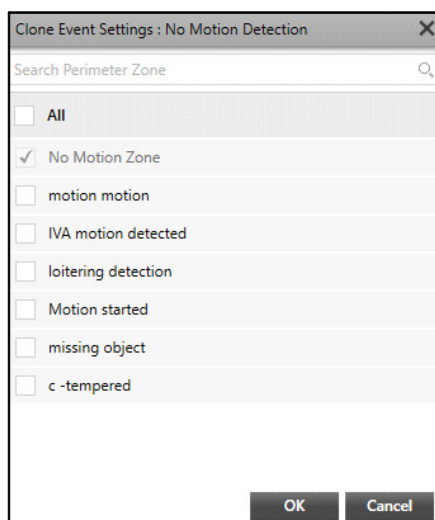 Clone Event Settings : No Motion Detection
Search Perimeter Zone
All
No Motion Zone
motion motion
IVA motion detected
loitering detection
Motion started
missing object
c -tempered
OK Cancel